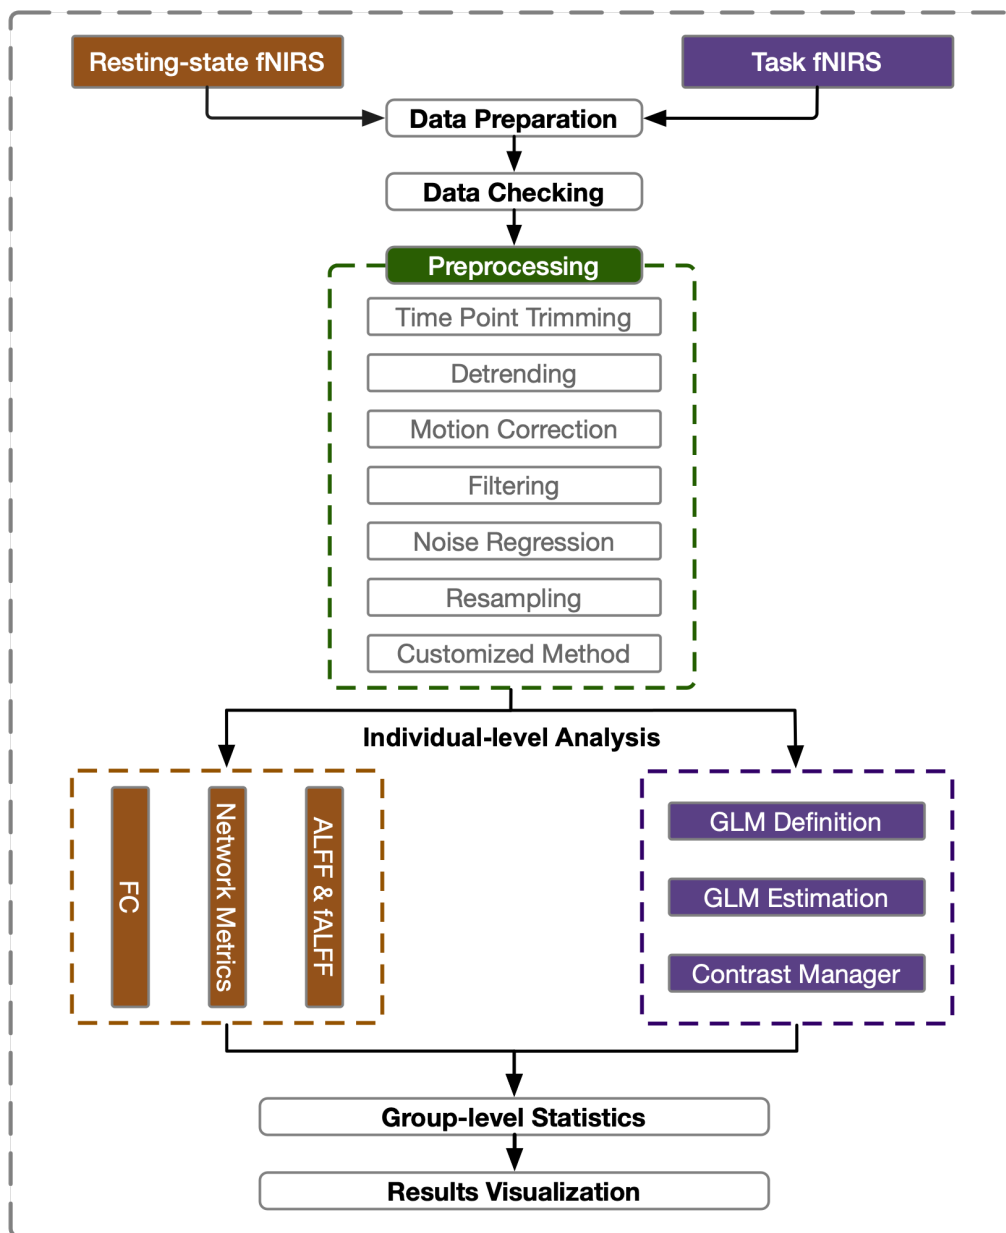 Resting-state fNIRS
Task fNIRS
Data Preparation
Data Checking
Preprocessing
Time Point Trimming
Detrending
Motion Correction
Filtering
Noise Regression
Resampling
Customized Method
Individual-level Analysis
FC
Network Metrics
ALFF & fALFF
GLM Definition
GLM Estimation
Contrast Manager
Group-level Statistics
Results Visualization